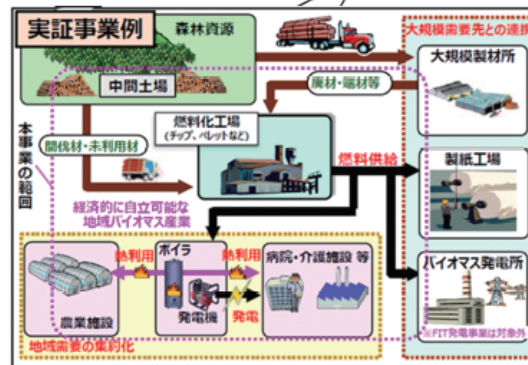 実証事業例
森林資源
大規模需要先との連携
大規模製材所
中間土場
廃材・端材等
燃料化工場
(チップ、ペレットなど)
間伐材・未利用材
本事業の範囲
燃料供給
製紙工場
経済的に自立可能な
地域バイオマス産業
熱利用
ボイラ
熱利用
病院・介護施設 等
バイオマス発電所
農業施設
発電機
発電
※FIT発電事業は対象外
地域需要の集約化